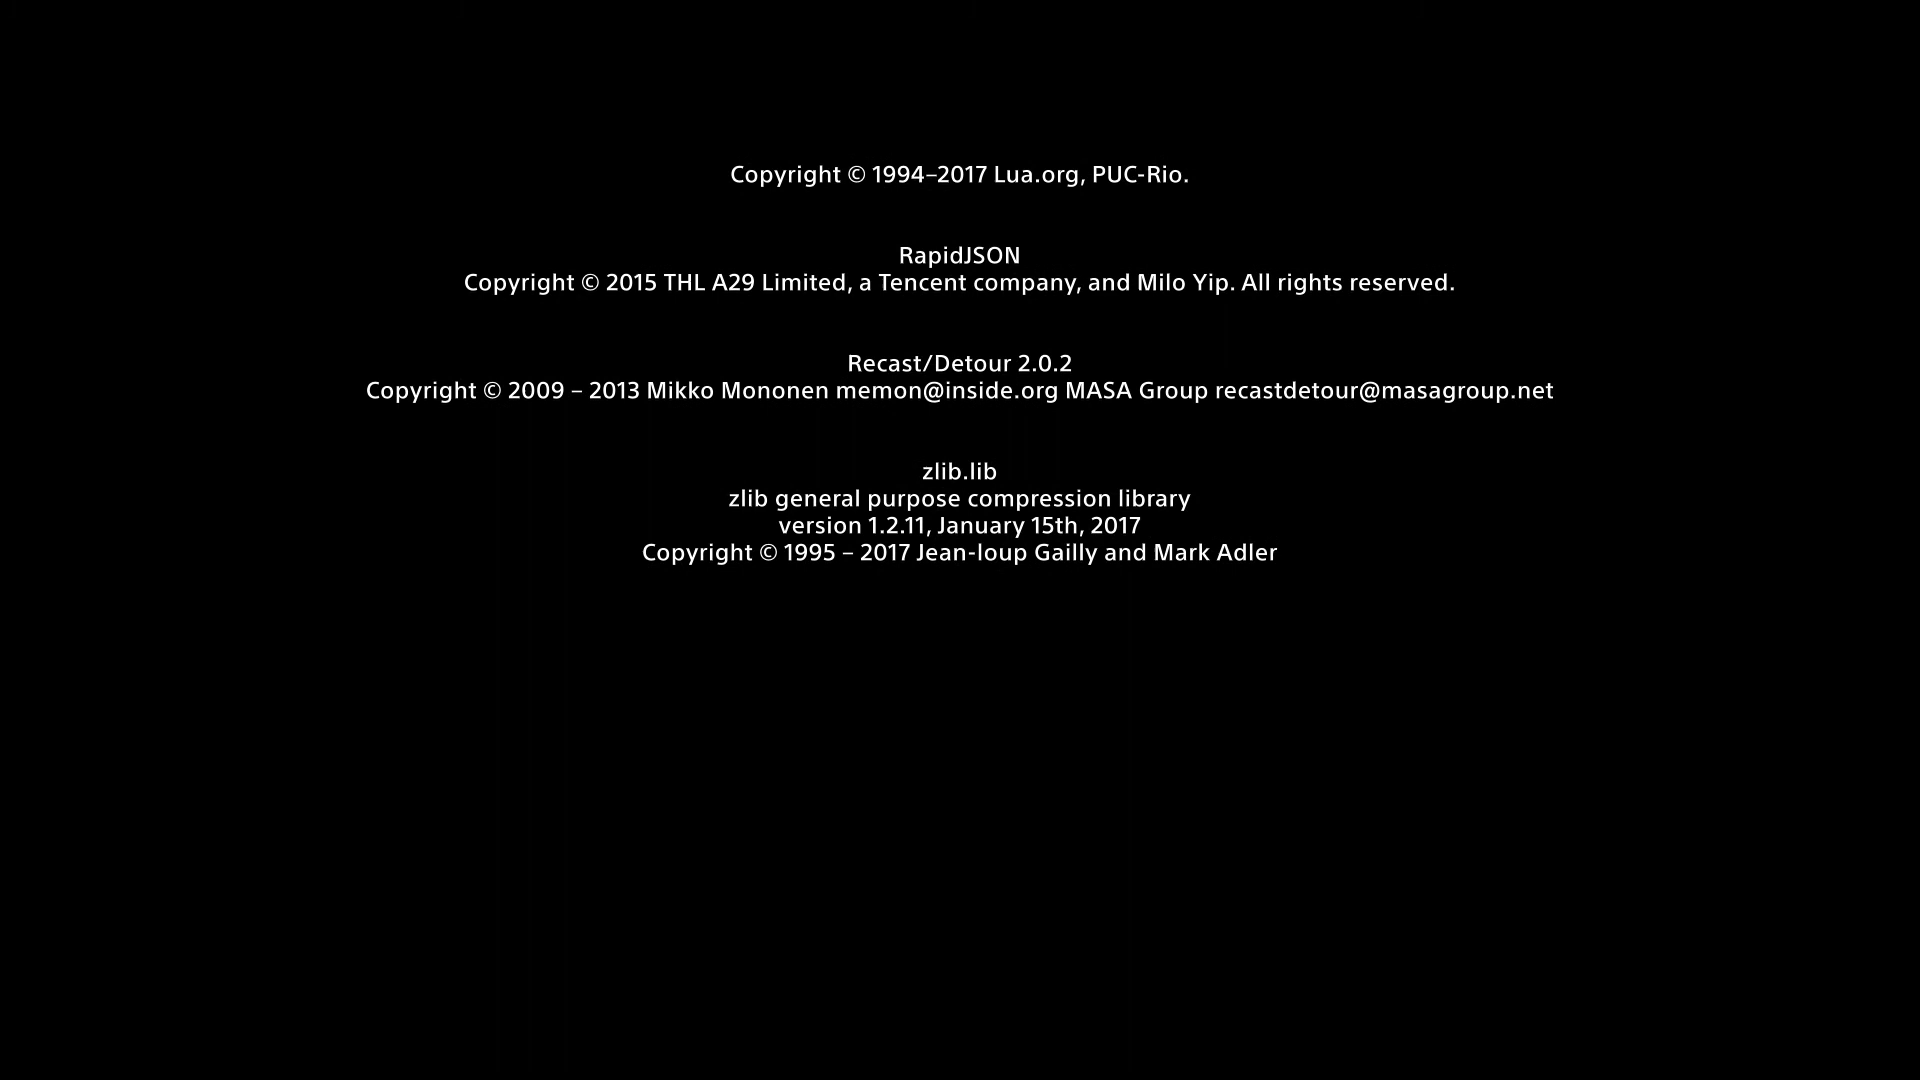 Copyright © 1994–2017 Lua.org, PUC-Rio.
RapidJSON
Copyright © 2015 THL A29 Limited, a Tencent company, and Milo Yip. All rights reserved.
Recast/Detour 2.0.2
Copyright © 2009 – 2013 Mikko Mononen memon@inside.org MASA Group recastdetour@masagroup.net
zlib.lib
zlib general purpose compression library
version 1.2.11, January 15th, 2017
Copyright © 1995 – 2017 Jean-loup Gailly and Mark Adler